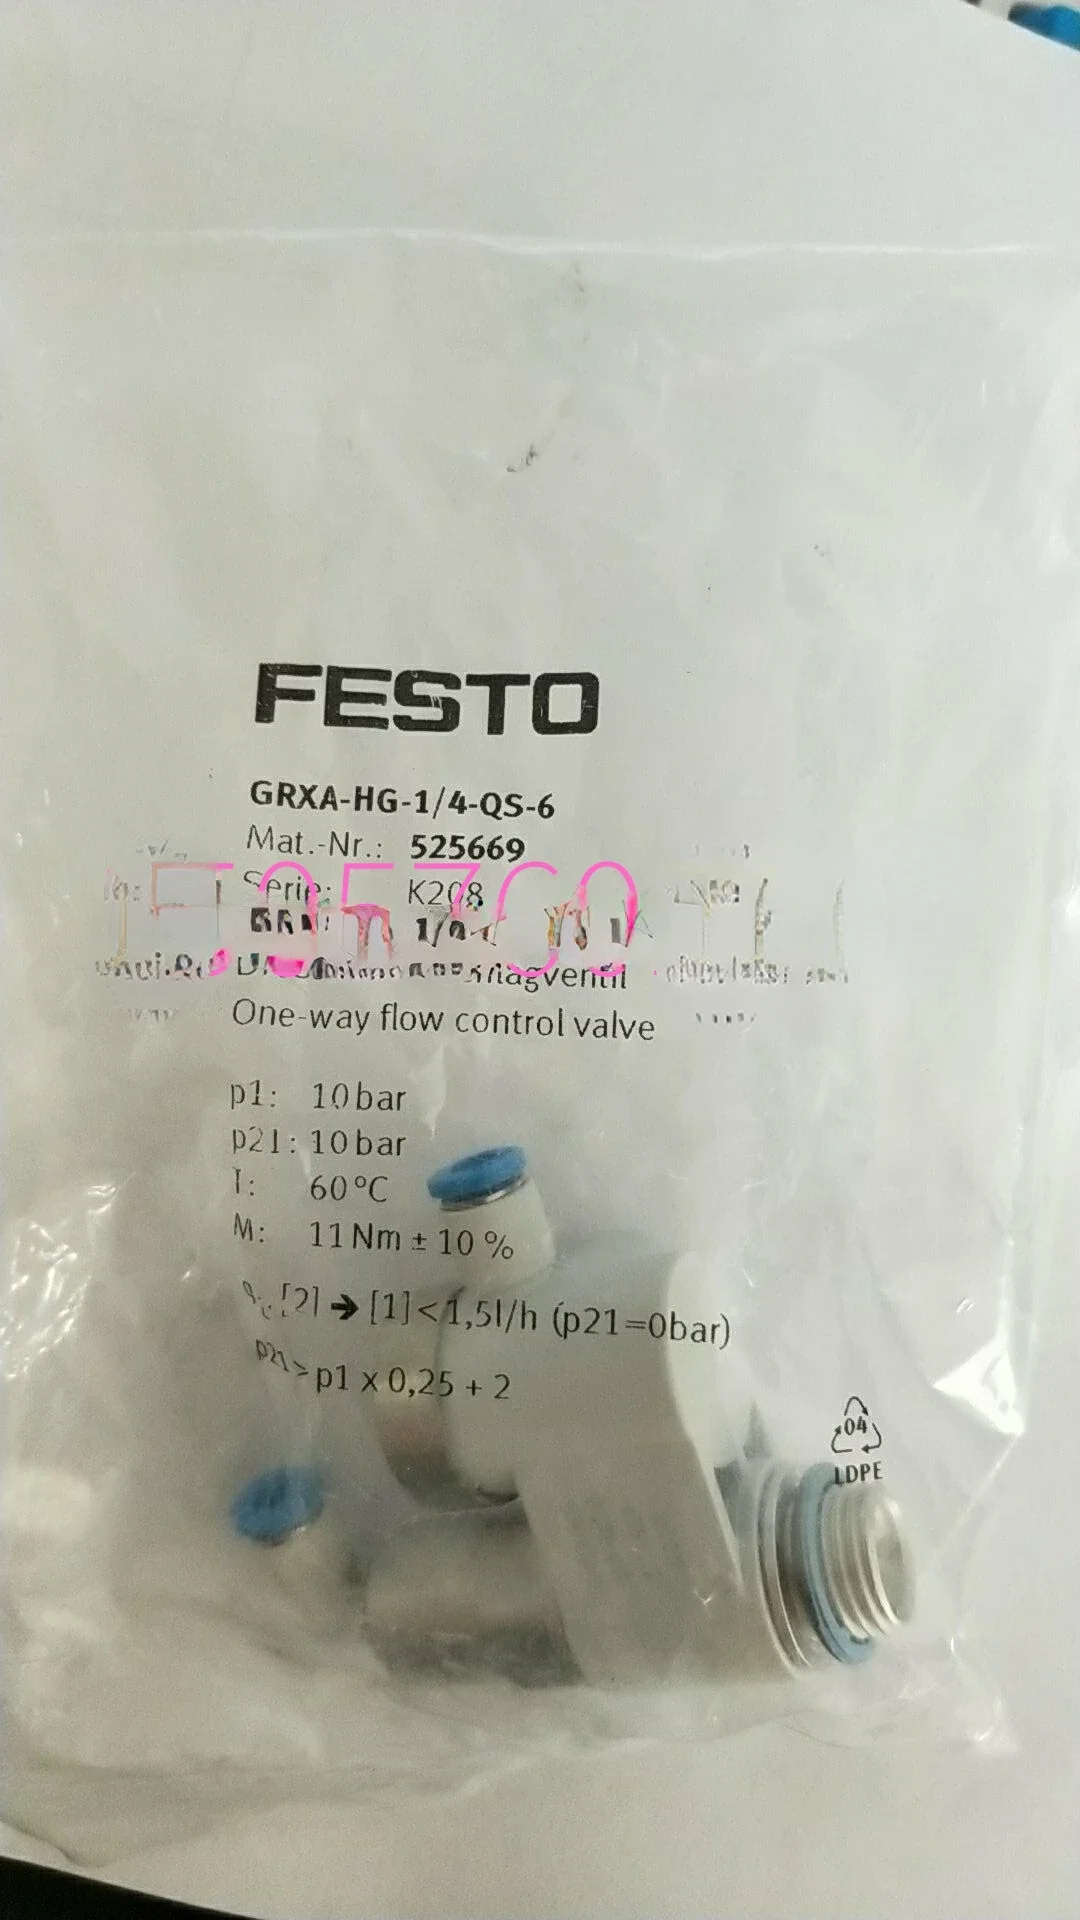 FESTO
GRXA-HG-1/4-QS-6
Mat.-Nr.: 525669
Serie: K208
One-way flow control valve
p1: 10 bar
p21: 10 bar
T: 60°C
M: 11 Nm ± 10 %
[2] ➔ [1] < 1,5l/h (p21=0bar)
p21 ≥ p1 x 0,25 + 2
04
LDPE